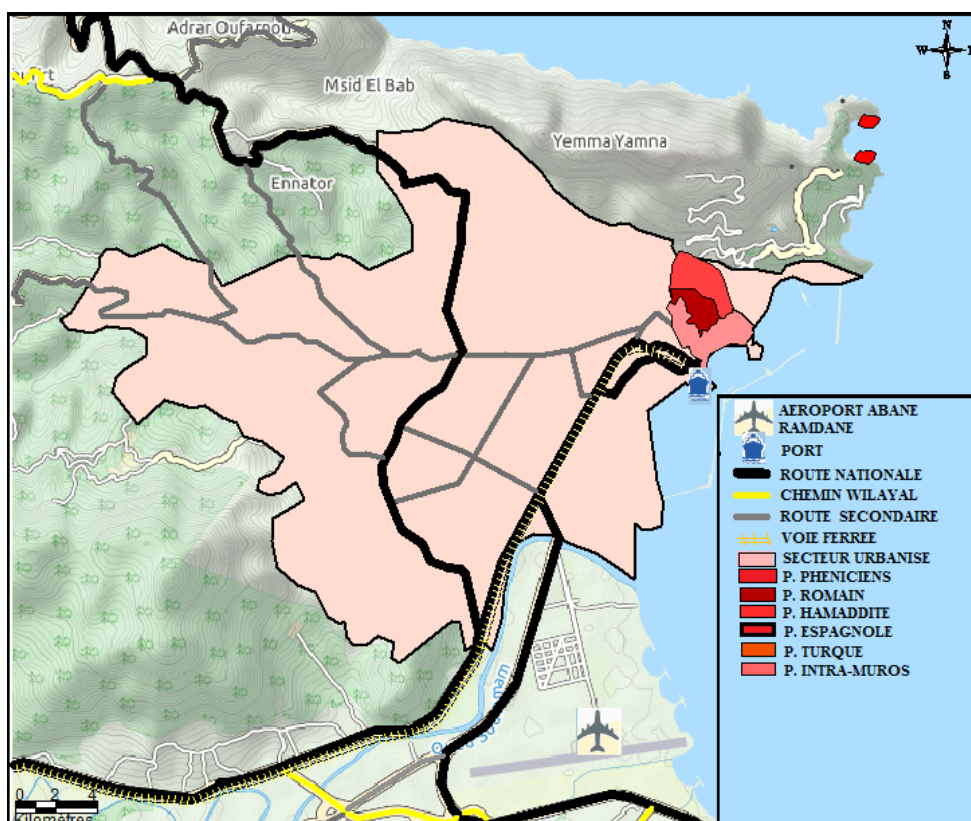 Adrar Oufarnou
N
W
S
Msid El Bab
Yemma Yamna
Ennator
AEROPORT ABANE
RAMDANE
PORT
ROUTE NATIONALE
CHEMIN WILAYAL
ROUTE SECONDAIRE
VOIE FERREE
SECTEUR URBANISE
P. PHENICIENS
P. ROMAIN
P. HAMADDITE
P. ESPAGNOLE
P. TURQUE
P. INTRA-MUROS
0 2 4
Kilomètres